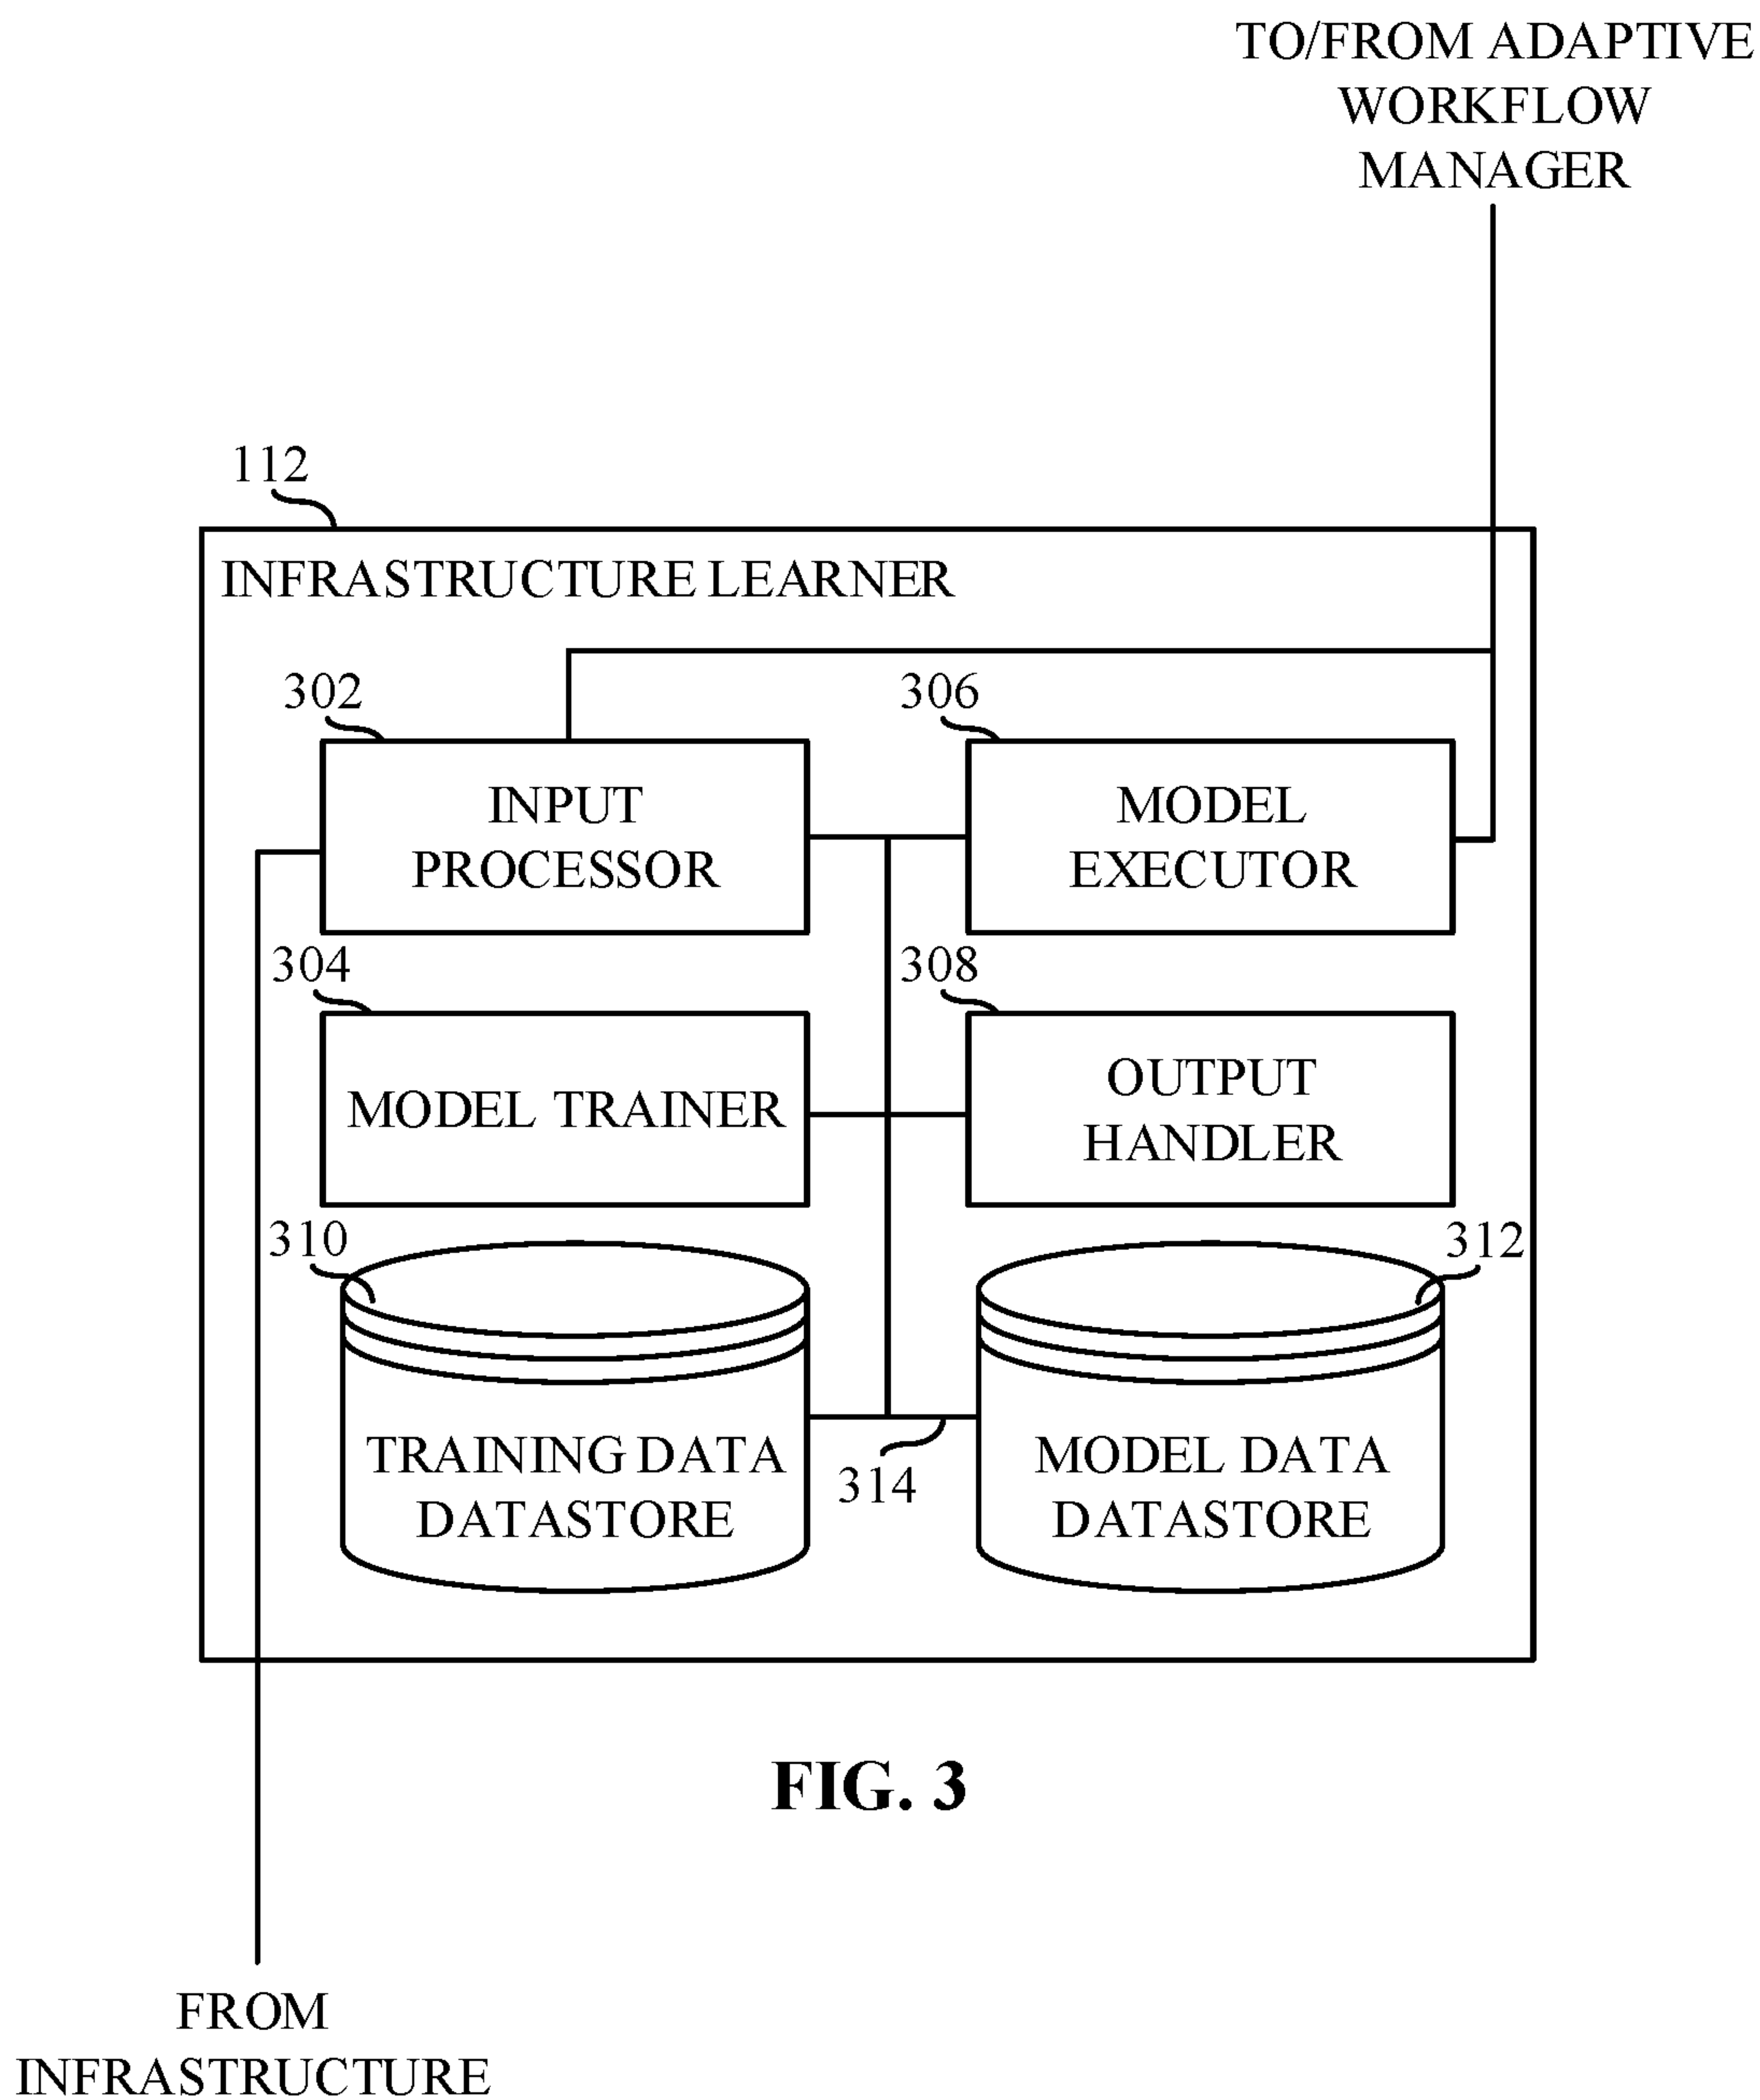 TO/FROM ADAPTIVE
WORKFLOW
MANAGER
112
INFRASTRUCTURE LEARNER
302
306
INPUT
PROCESSOR
MODEL
EXECUTOR
304
308
MODEL TRAINER
OUTPUT
HANDLER
310
312
TRAINING DATA
DATASTORE
MODEL DATA
DATASTORE
314
FIG. 3
FROM
INFRASTRUCTURE